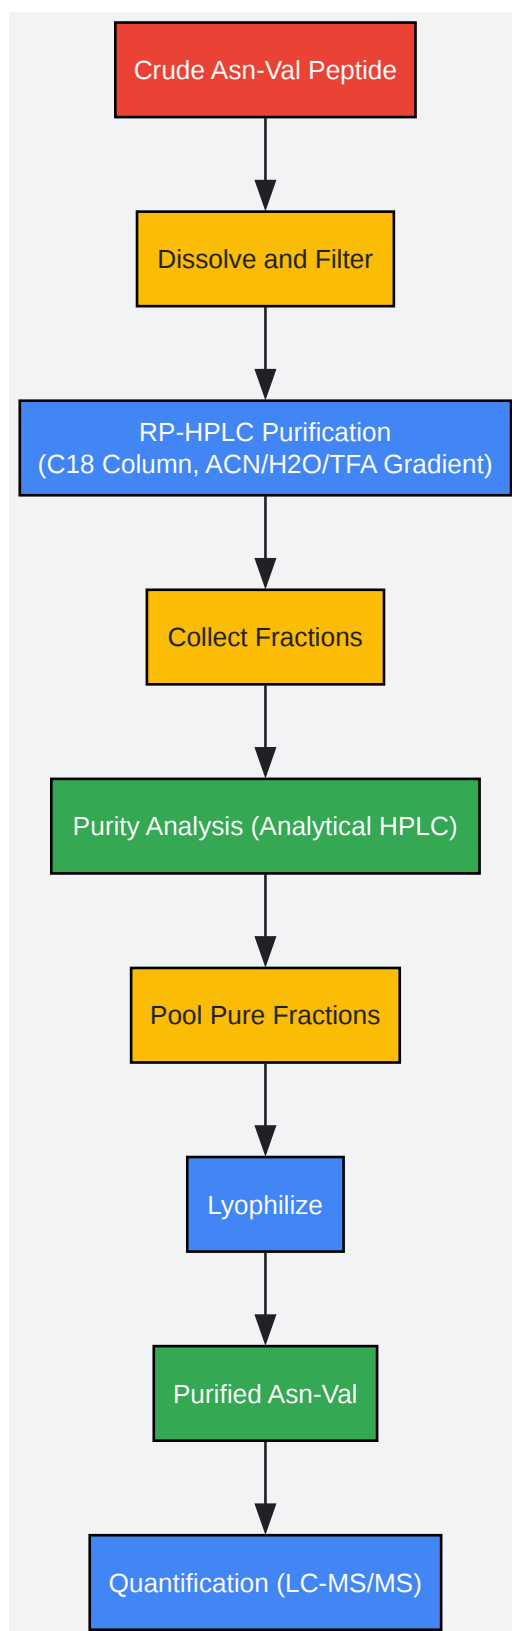 Crude Asn-Val Peptide
Dissolve and Filter
RP-HPLC Purification
(C18 Column, ACN/H2O/TFA Gradient)
Collect Fractions
Purity Analysis (Analytical HPLC)
Pool Pure Fractions
Lyophilize
Purified Asn-Val
Quantification (LC-MS/MS)